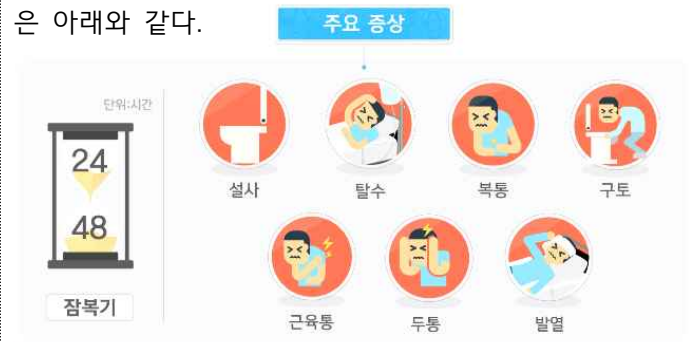 은 아래와 같다.
주요 증상
단위:시간
24
48
잠복기
설사 탈수 복통 구토
근육통 두통 발열